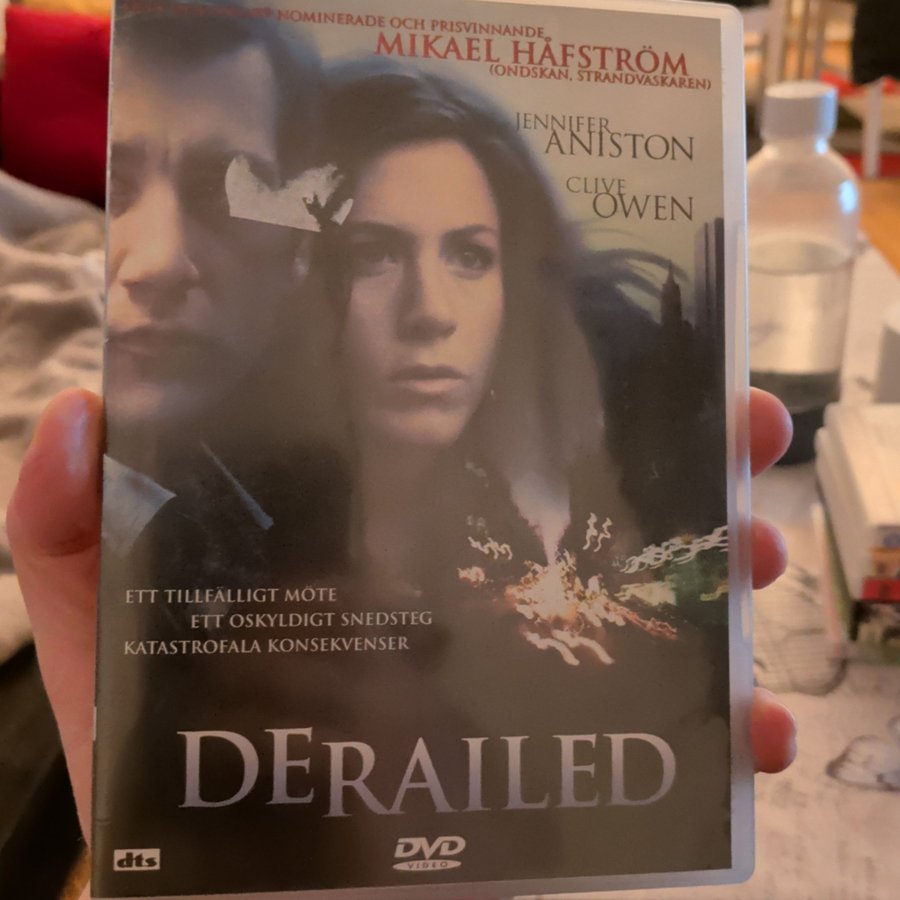 NOMINERADE OCH PRISVINNANDE
MIKAEL HÅFSTRÖM
(ONDSKAN, STRANDVASKAREN)
JENNIFER
ANISTON
CLIVE
OWEN
ETT TILLFÄLLIGT MÖTE
ETT OSKYLDIGT SNEDSTEG
KATASTROFALA KONSEKVENSER
DERAILED
dts
DVD
VIDEO